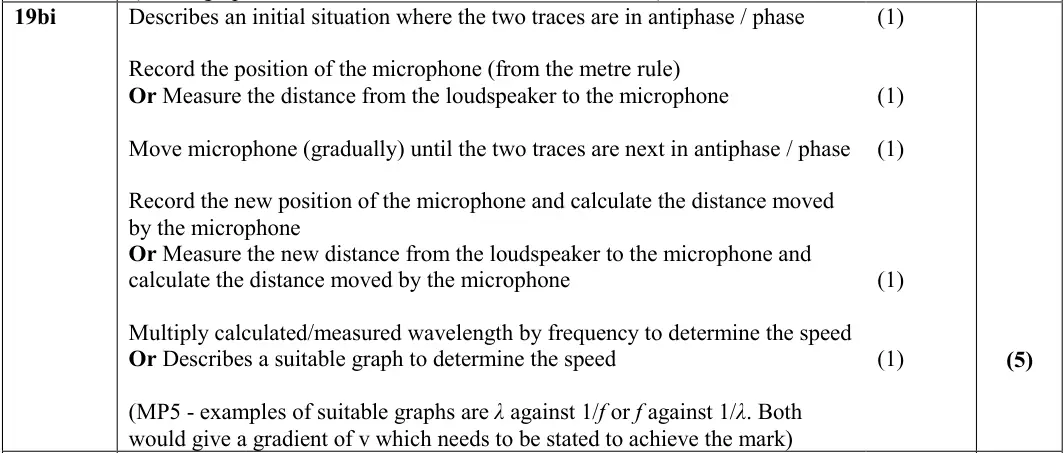 19bi Describes an initial situation where the two traces are in antiphase / phase (1)
Record the position of the microphone (from the metre rule)
Or Measure the distance from the loudspeaker to the microphone (1)
Move microphone (gradually) until the two traces are next in antiphase / phase (1)
Record the new position of the microphone and calculate the distance moved
by the microphone
Or Measure the new distance from the loudspeaker to the microphone and
calculate the distance moved by the microphone (1)
Multiply calculated/measured wavelength by frequency to determine the speed
Or Describes a suitable graph to determine the speed (1) (5)
(MP5 - examples of suitable graphs are λ against 1/f or f against 1/λ. Both
would give a gradient of v which needs to be stated to achieve the mark)